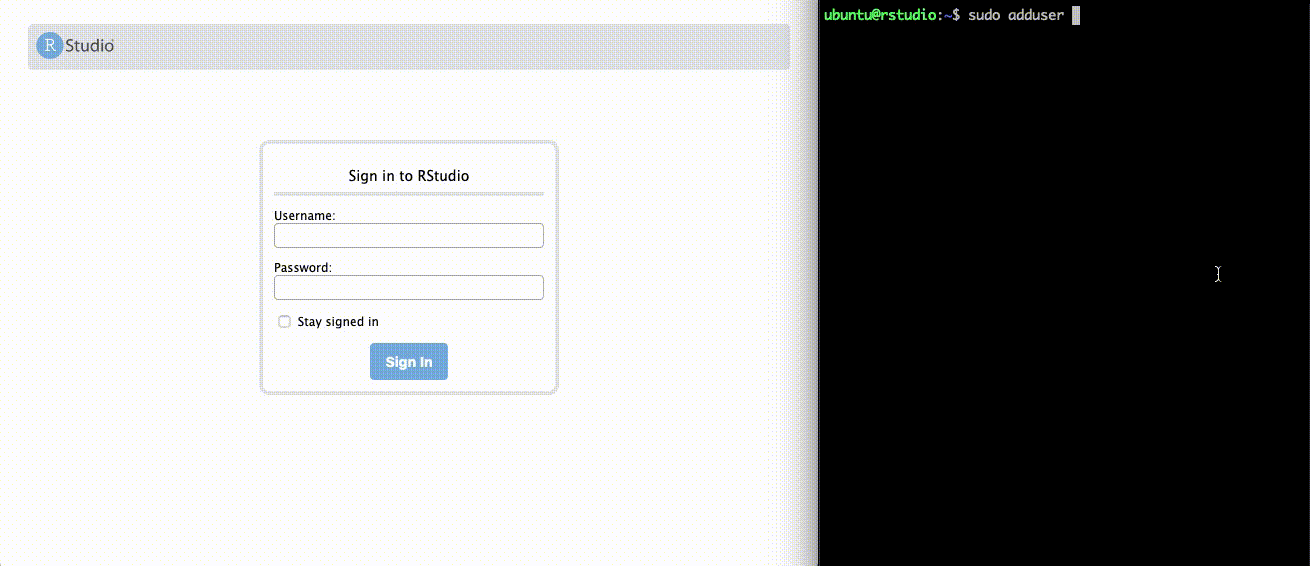 R Studio
Sign in to RStudio
Username:
Password:
Stay signed in
Sign In
ubuntu@rstudio:~$ sudo adduser